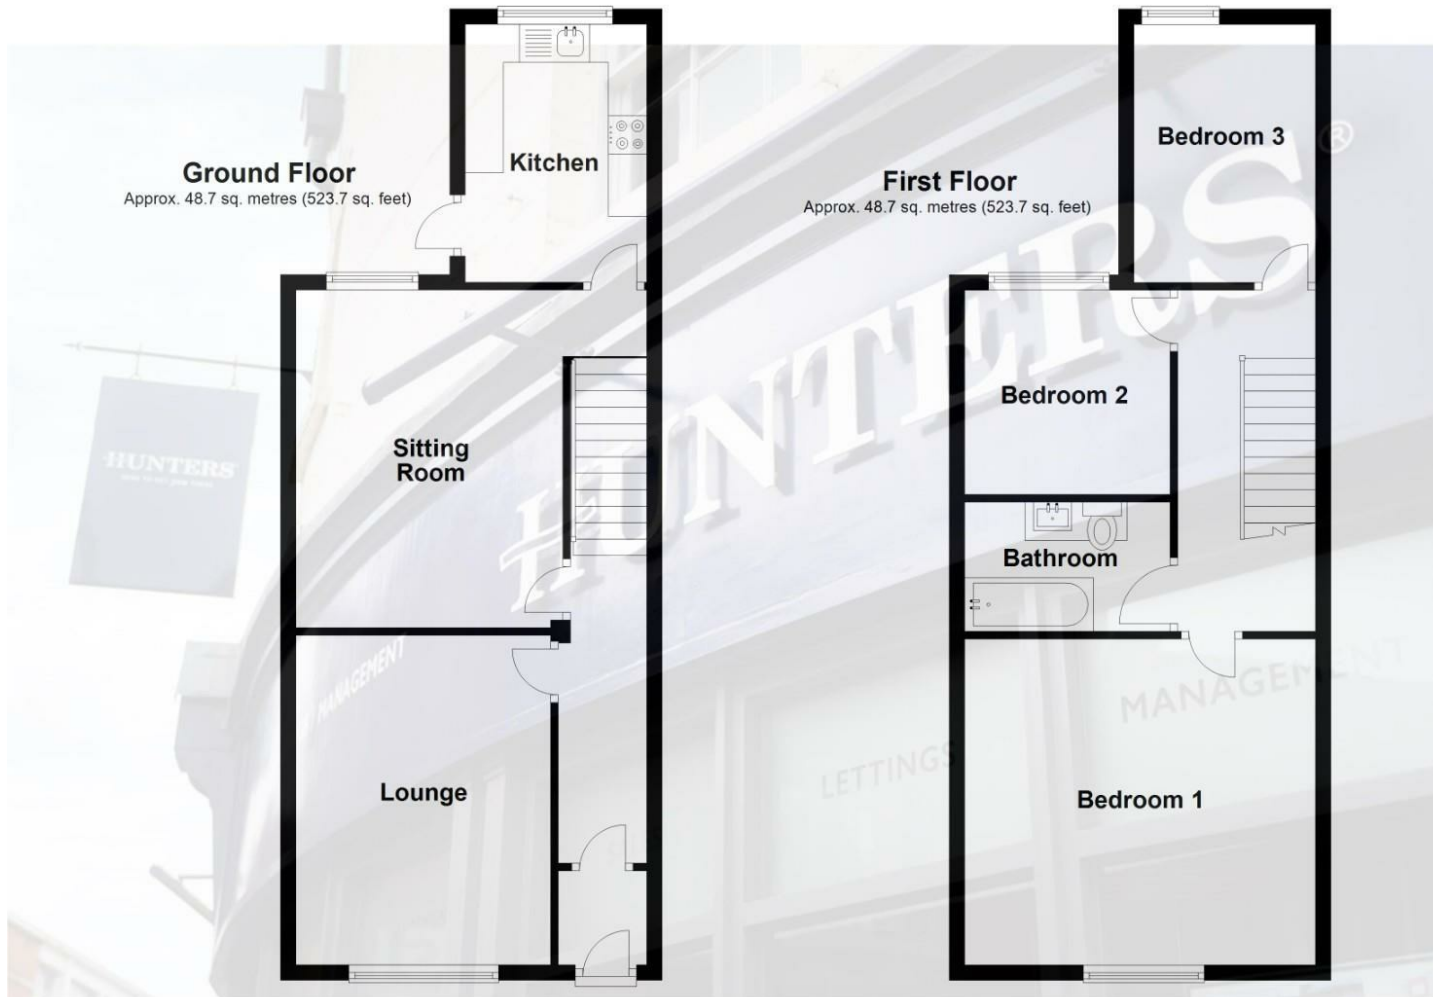 Ground Floor
Approx. 48.7 sq. metres (523.7 sq. feet)
Kitchen
Sitting
Room
Lounge
First Floor
Approx. 48.7 sq. metres (523.7 sq. feet)
Bedroom 3
Bedroom 2
Bathroom
Bedroom 1
HUNTERS®
HUNTERS
MANAGEMENT
LETTINGS
MANAGEMENT